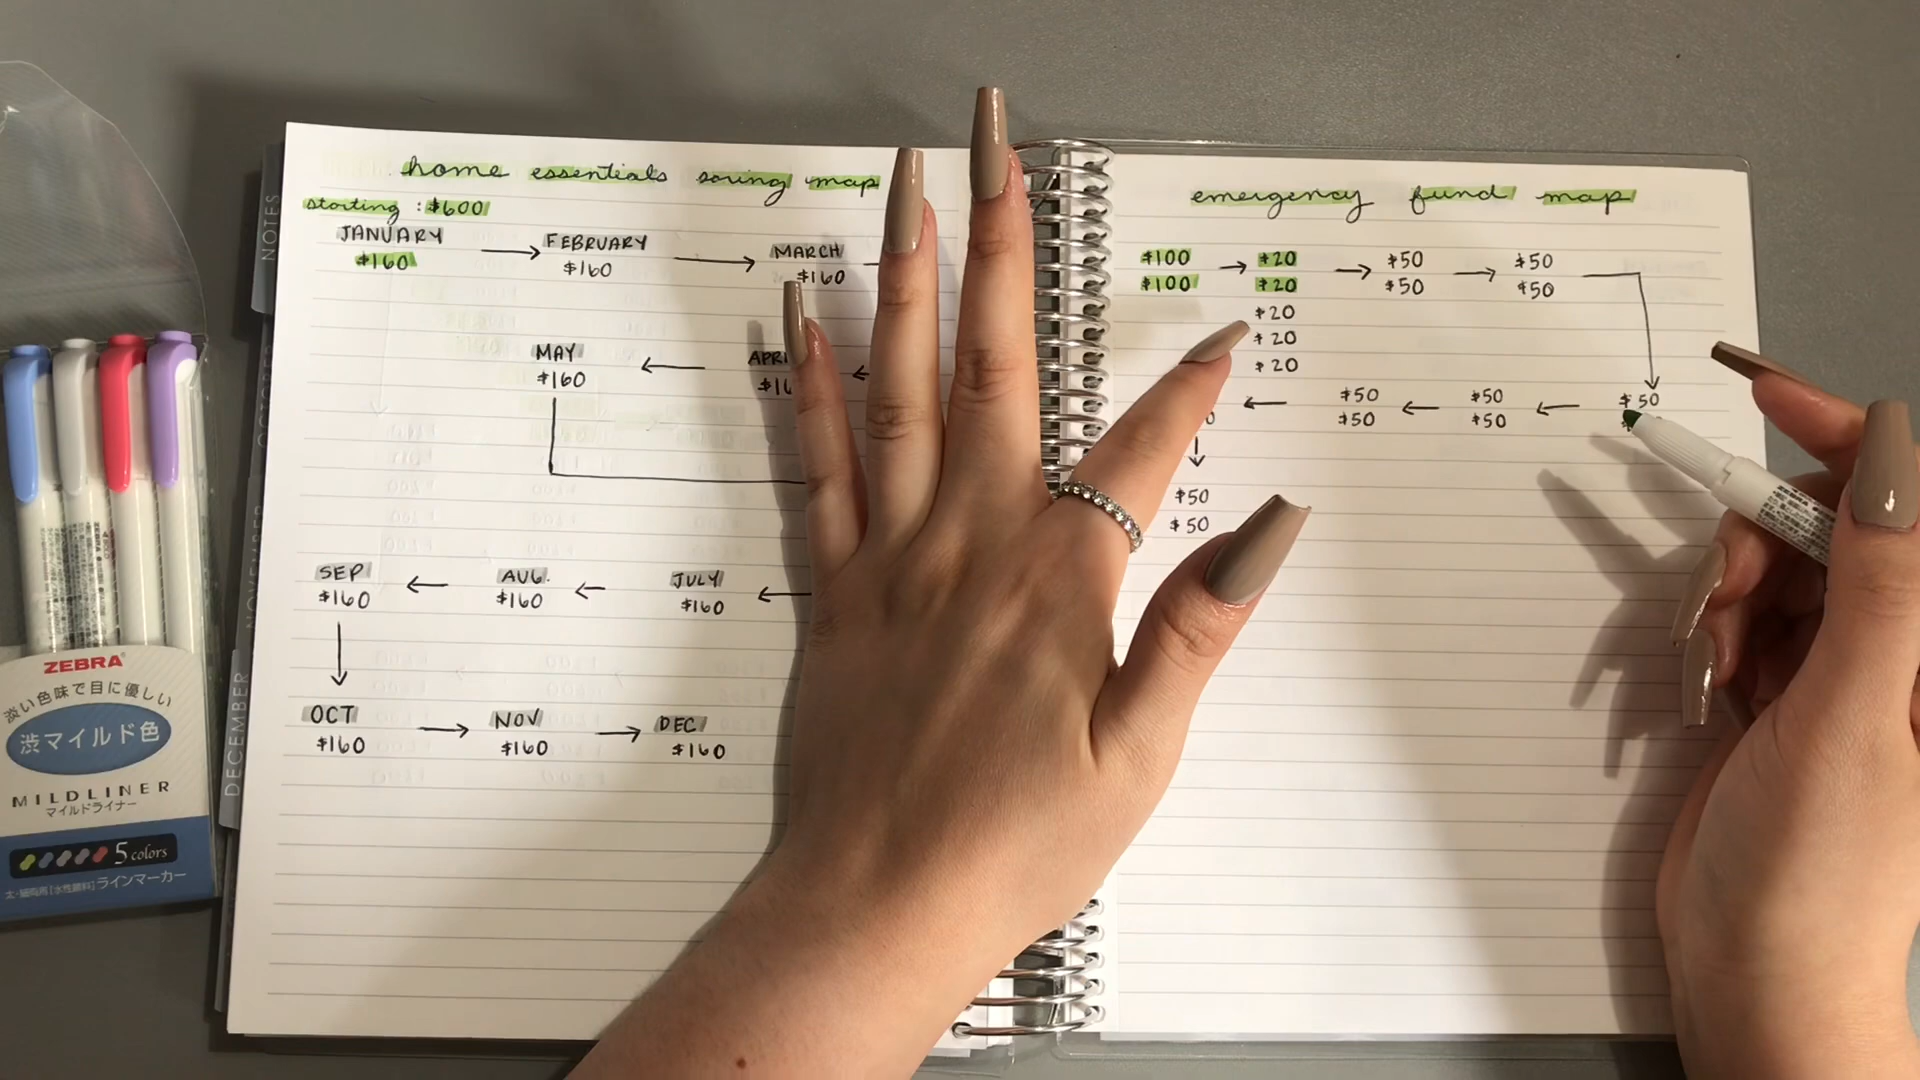 home essentials saving map
starting : $600
JANUARY
$160
FEBRUARY
$160
MARCH
$160
MAY
$160
SEP
$160
AUG.
$160
JULY
$160
OCT
$160
NOV
$160
DEC
$160
emergency fund map
$100
$100
$20
$20
$20
$20
$20
$50
$50
$50
$50
$50
$50
$50
$50
$50
$50
$50
NOTES
OCTOBER
NOVEMBER
DECEMBER
ZEBRA
淡い色味で目に優しい
渋マイルド色
MILDLINER
マイルドライナー
5 colors
ラインマーカー